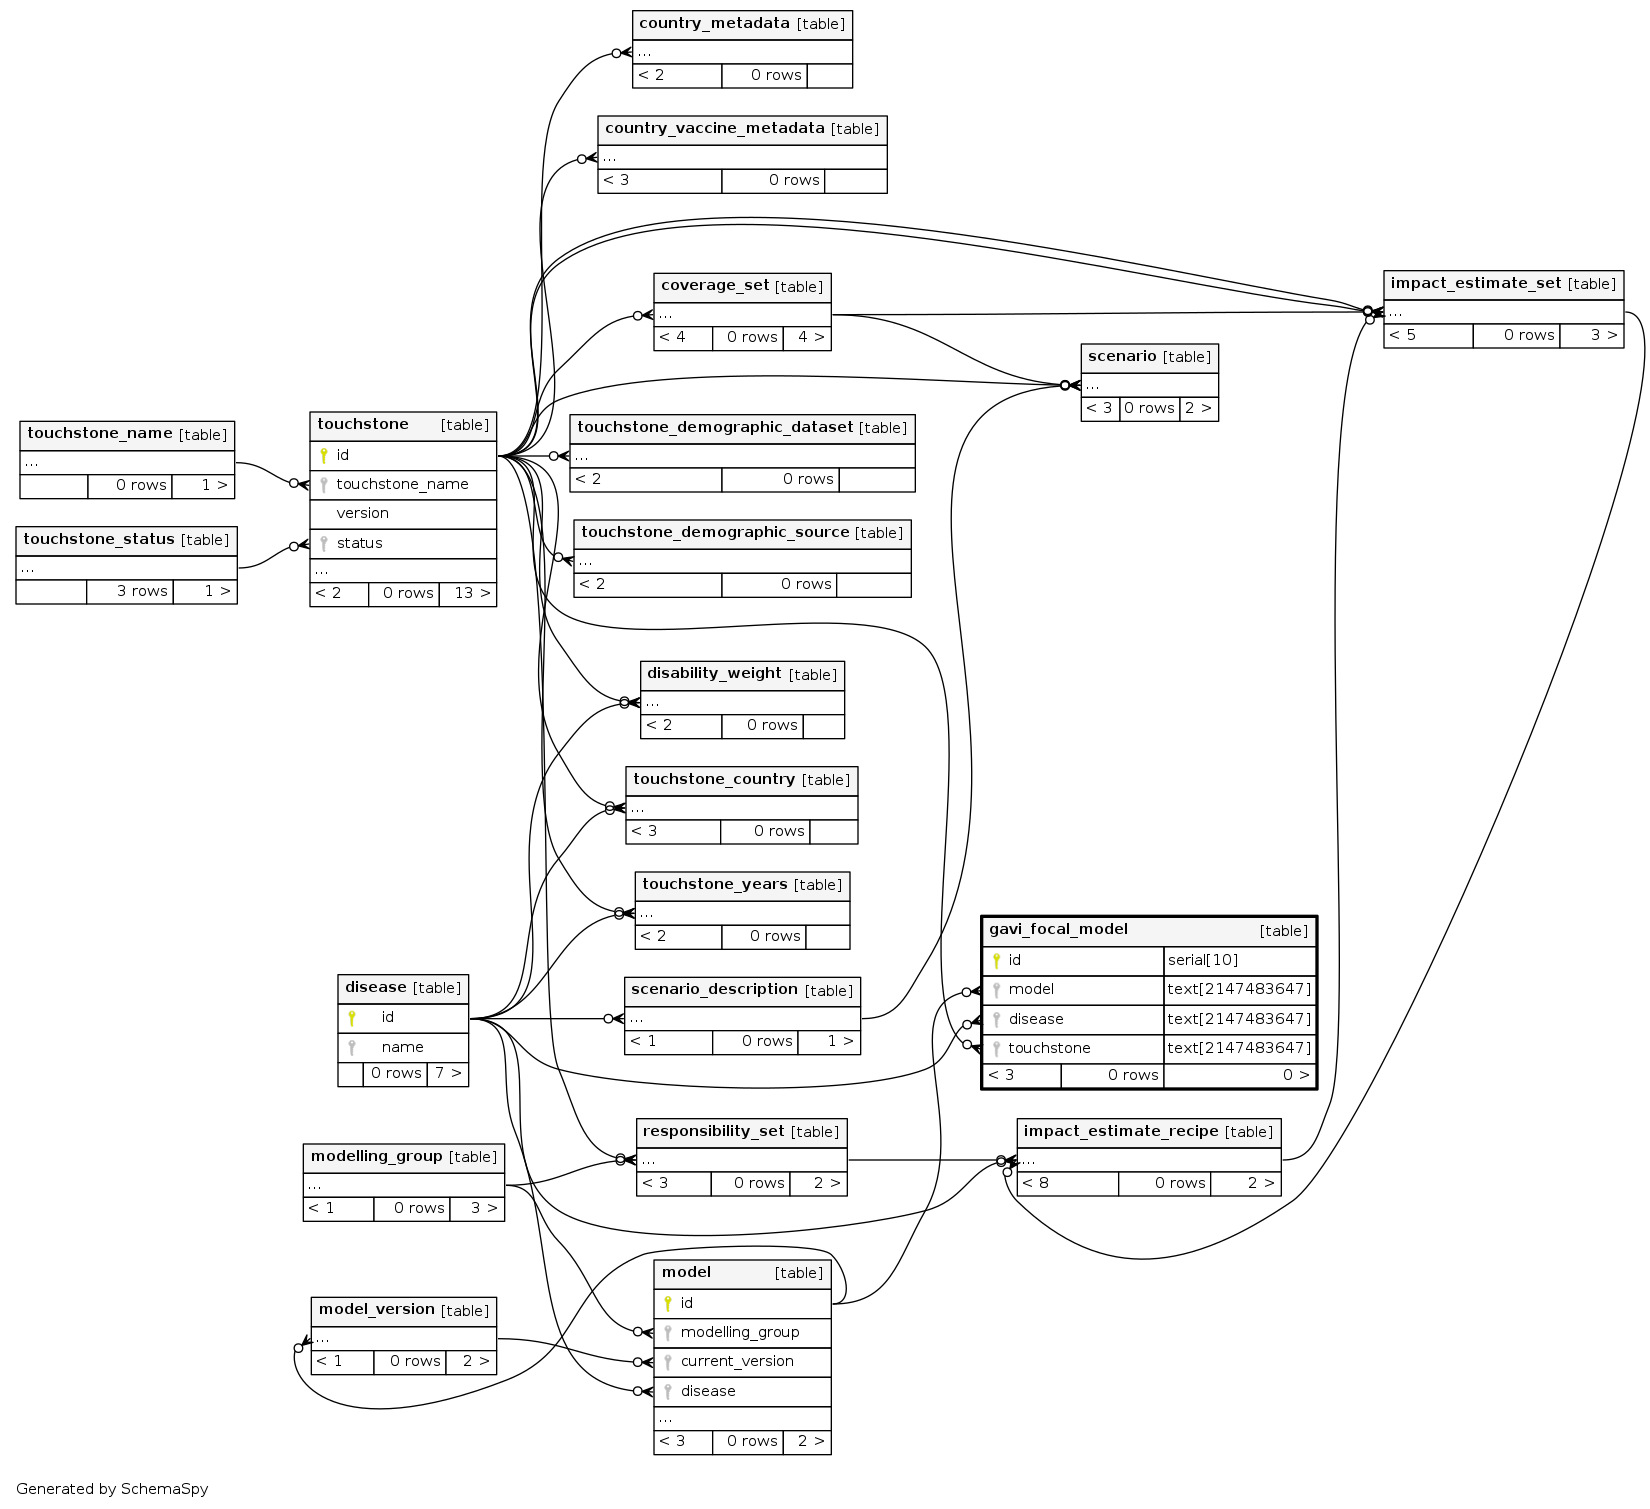 country_metadata [table]
...
< 2 0 rows
country_vaccine_metadata [table]
...
< 3 0 rows
coverage_set [table]
...
< 4 0 rows 4 >
impact_estimate_set [table]
...
< 5 0 rows 3 >
scenario [table]
...
< 3 0 rows 2 >
touchstone_name [table]
...
0 rows 1 >
touchstone_status [table]
...
3 rows 1 >
touchstone [table]
id
touchstone_name
version
status
...
< 2 0 rows 13 >
touchstone_demographic_dataset [table]
...
< 2 0 rows
touchstone_demographic_source [table]
...
< 2 0 rows
disability_weight [table]
...
< 2 0 rows
touchstone_country [table]
...
< 3 0 rows
touchstone_years [table]
...
< 2 0 rows
gavi_focal_model [table]
id serial[10]
model text[2147483647]
disease text[2147483647]
touchstone text[2147483647]
< 3 0 rows 0 >
disease [table]
id
name
0 rows 7 >
scenario_description [table]
...
< 1 0 rows 1 >
responsibility_set [table]
...
< 3 0 rows 2 >
impact_estimate_recipe [table]
...
< 8 0 rows 2 >
modelling_group [table]
...
< 1 0 rows 3 >
model_version [table]
...
< 1 0 rows 2 >
model [table]
id
modelling_group
current_version
disease
...
< 3 0 rows 2 >
Generated by SchemaSpy